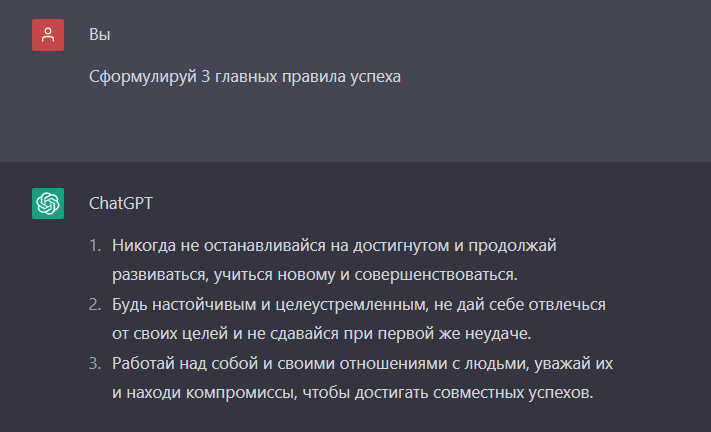 Вы
Сформулируй 3 главных правила успеха
ChatGPT
1. Никогда не останавливайся на достигнутом и продолжай
развиваться, учиться новому и совершенствоваться.
2. Будь настойчивым и целеустремленным, не дай себе отвлечься
от своих целей и не сдавайся при первой же неудаче.
3. Работай над собой и своими отношениями с людьми, уважай их
и находи компромиссы, чтобы достигать совместных успехов.